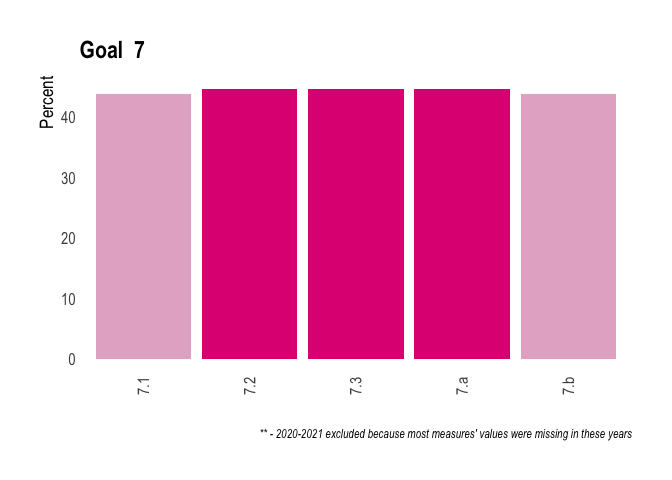 Goal 7
Percent
40
30
20
10
0
7.1
7.2
7.3
7.a
7.b
** - 2020-2021 excluded because most measures' values were missing in these years